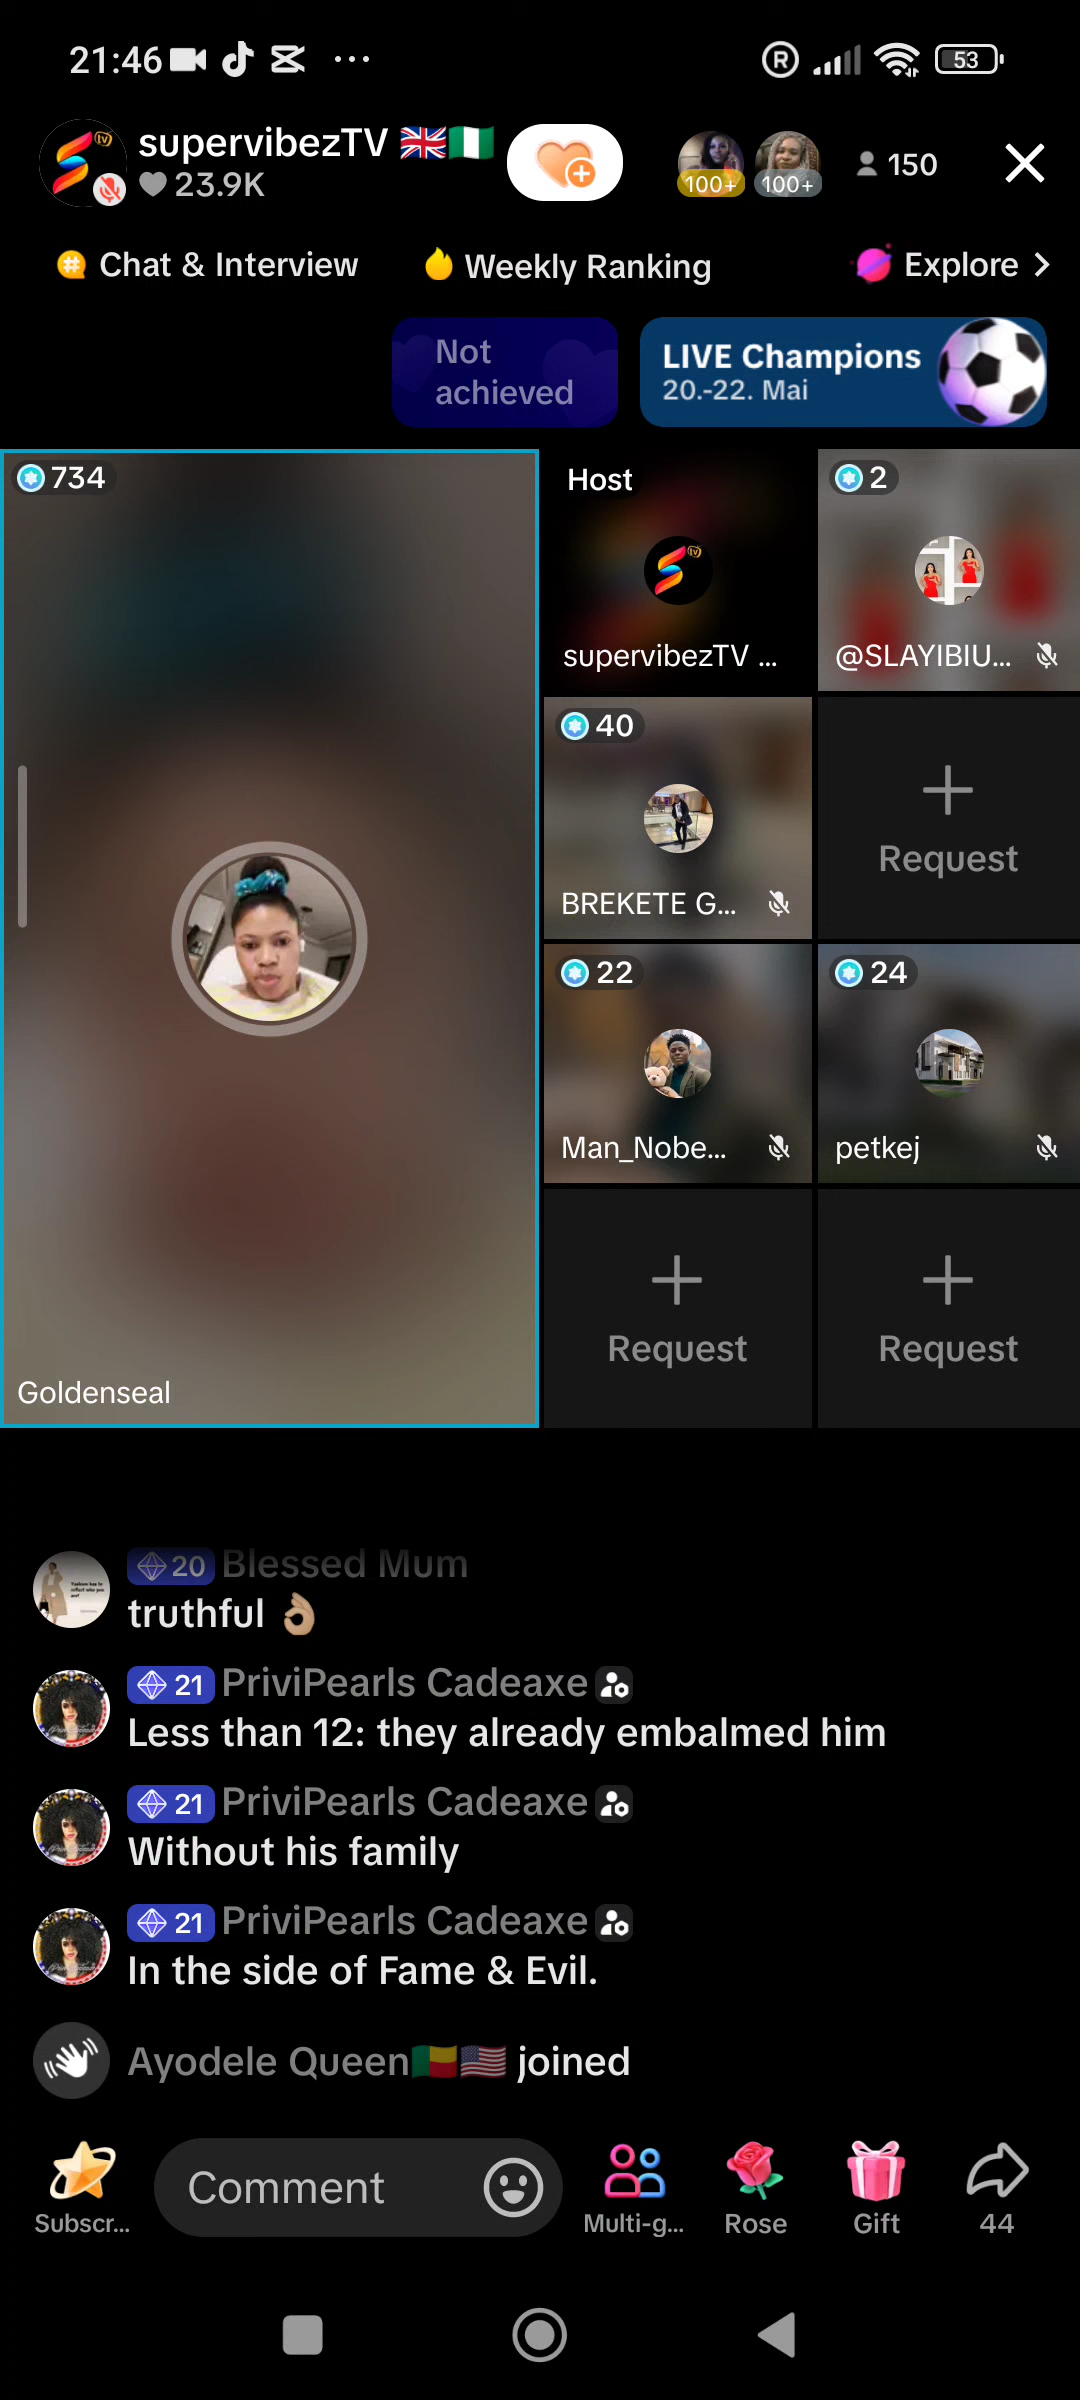 21:46
53
supervibezTV 🇬🇧🇳🇬
23.9K
100+
100+
150
Chat & Interview
Weekly Ranking
Explore
Not
achieved
LIVE Champions
20.-22. Mai
734
Goldenseal
Host
supervibezTV ...
2
@SLAYIBIU...
40
BREKETE G...
Request
22
Man_Nobe...
24
petkej
Request
Request
20 Blessed Mum
truthful 👌🏽
21 PriviPearls Cadeaxe
Less than 12: they already embalmed him
21 PriviPearls Cadeaxe
Without his family
21 PriviPearls Cadeaxe
In the side of Fame & Evil.
Ayodele Queen🇧🇯🇺🇸 joined
Comment
Subscr...
Multi-g...
Rose
Gift
44